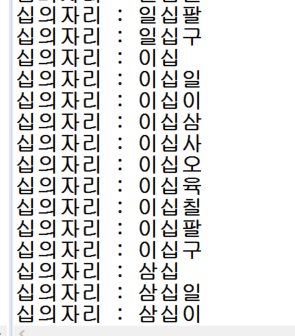 십의자리 : 일십팔
십의자리 : 일십구
십의자리 : 이십
십의자리 : 이십일
십의자리 : 이십이
십의자리 : 이십삼
십의자리 : 이십사
십의자리 : 이십오
십의자리 : 이십육
십의자리 : 이십칠
십의자리 : 이십팔
십의자리 : 이십구
십의자리 : 삼십
십의자리 : 삼십일
십의자리 : 삼십이